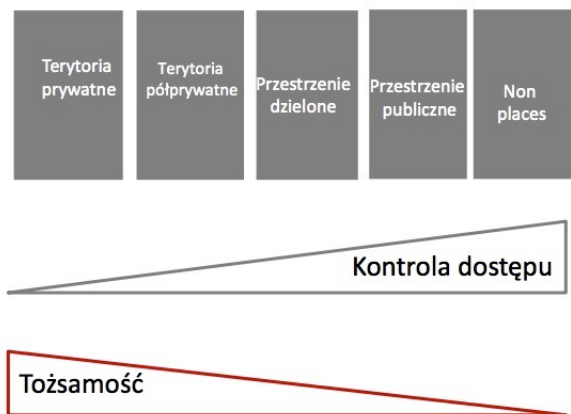 Terytoria
prywatne
Terytoria
półprywatne
Przestrzenie
dzielone
Przestrzenie
publiczne
Non
places
Kontrola dostępu
Tożsamość